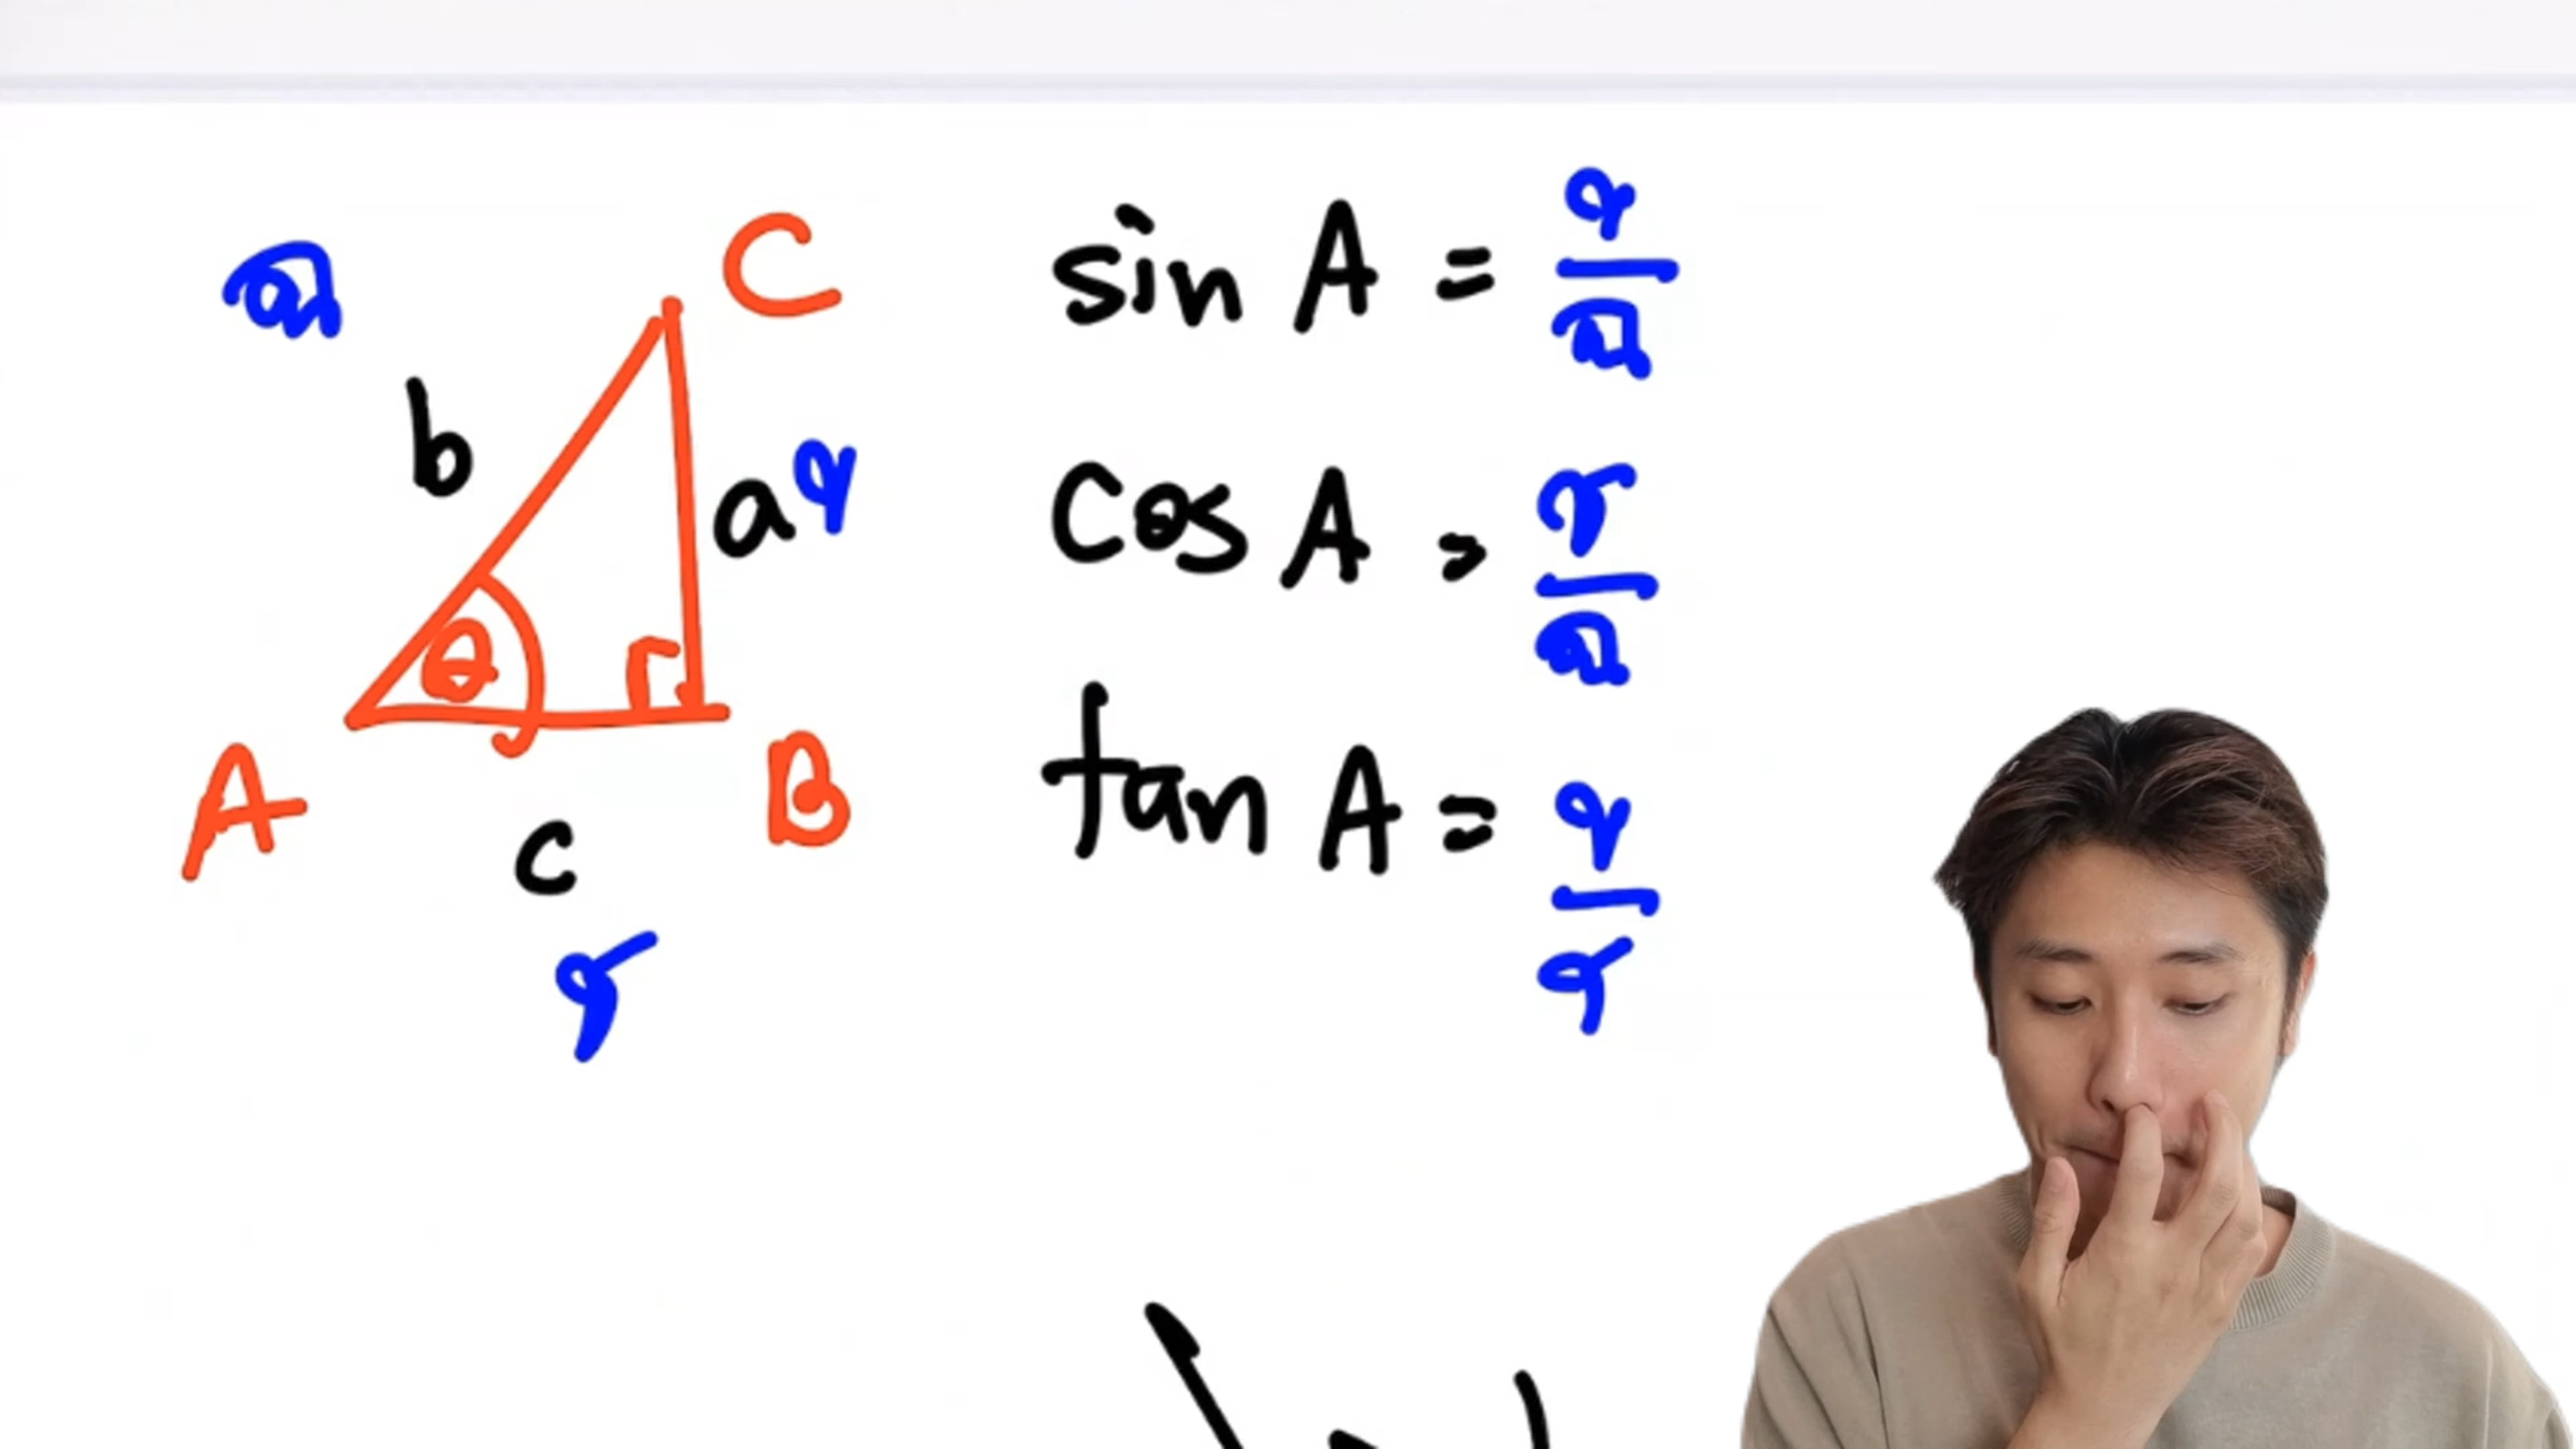 ฉ
C
b
a ข
θ
A
B
c
ช
sin A = ข/ฉ
cos A = ช/ฉ
tan A = ข/ช